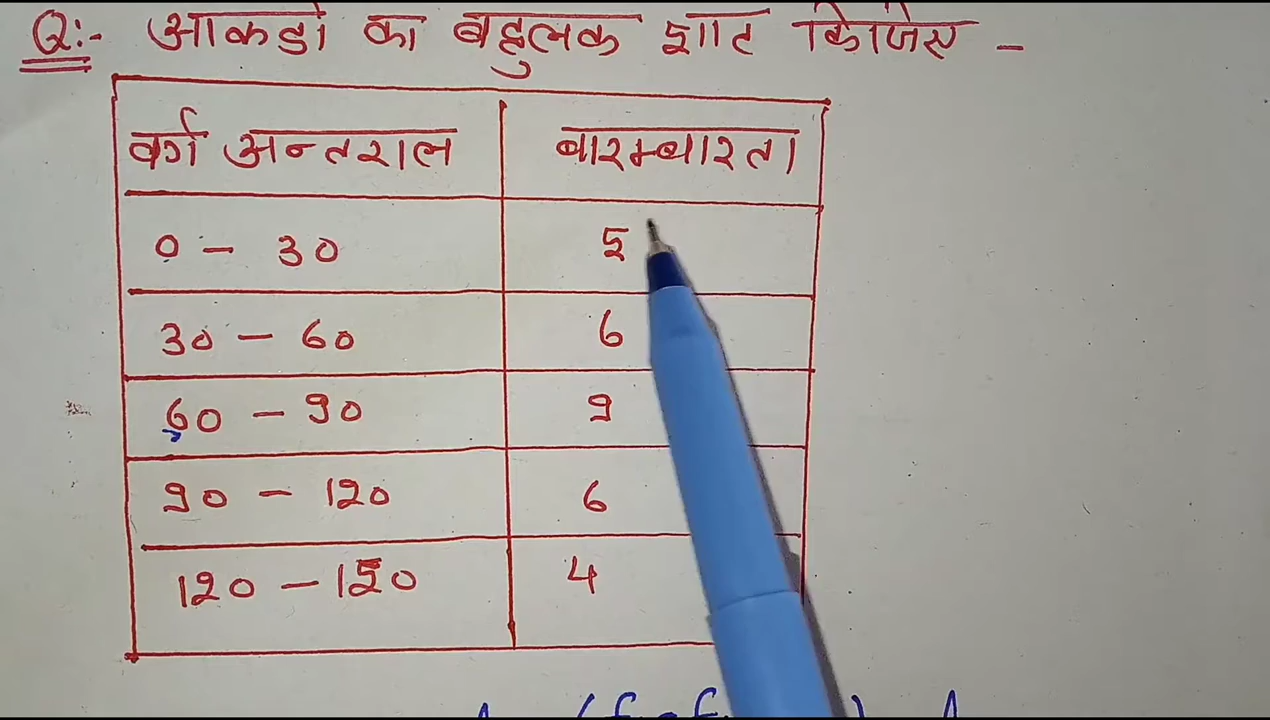 Q:- आकडो का बहुलक ज्ञाट किजिए -
वर्ग अन्तराल बारम्बारता
0 - 30 5
30 - 60 6
60 - 90 9
90 - 120 6
120 - 150 4